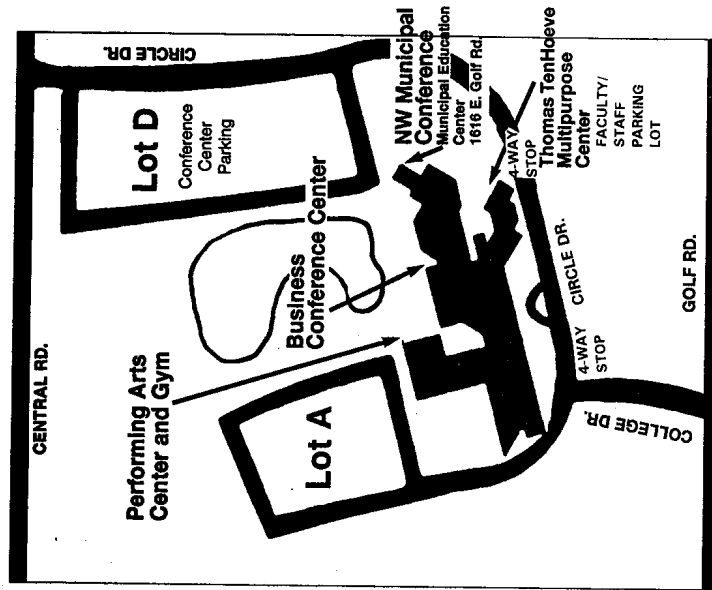 CENTRAL RD.
CIRCLE DR.
Lot D
Conference
Center
Parking
Performing Arts
Center and Gym
Lot A
Business
Conference Center
NW Municipal
Conference
Municipal Education
Center
1616 E. Golf Rd.
4-WAY
STOP
Thomas TenHoeve
Multipurpose
Center
FACULTY/
STAFF
PARKING
LOT
CIRCLE DR.
4-WAY
STOP
COLLEGE DR.
GOLF RD.